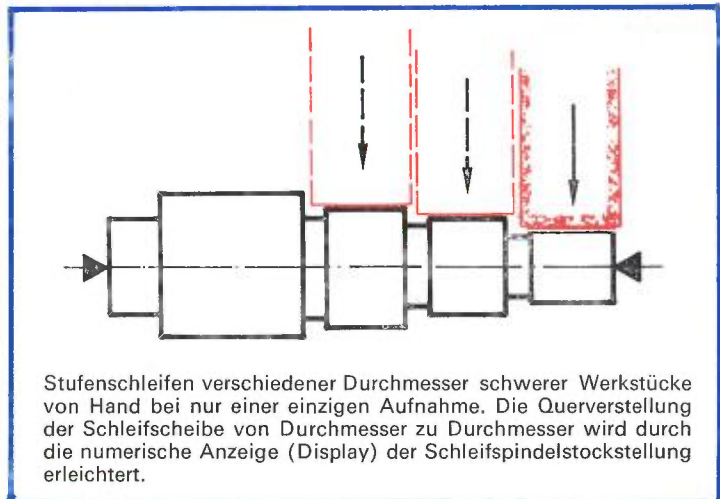 Stufenschleifen verschiedener Durchmesser schwerer Werkstücke
von Hand bei nur einer einzigen Aufnahme. Die Querverstellung
der Schleifscheibe von Durchmesser zu Durchmesser wird durch
die numerische Anzeige (Display) der Schleifspindelstockstellung
erleichtert.